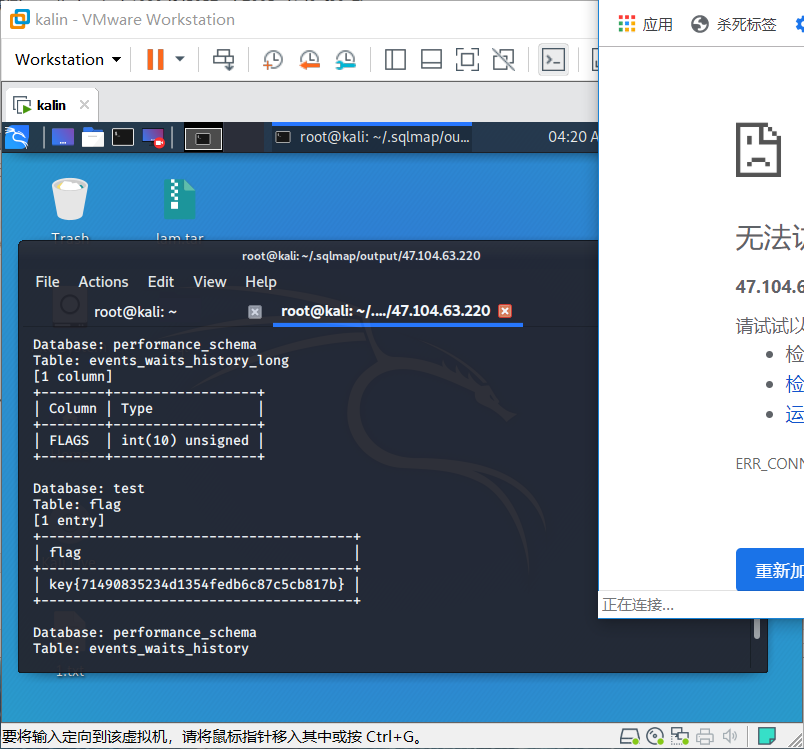 kalin - VMware Workstation
Workstation
kalin
root@kali: ~/.sqlmap/ou...
04:20 A
Trash
lam.tar
root@kali: ~/.sqlmap/output/47.104.63.220
File Actions Edit View Help
root@kali: ~
root@kali: ~/..../47.104.63.220
Database: performance_schema
Table: events_waits_history_long
[1 column]
+--------+------------------+
| Column | Type             |
+--------+------------------+
| FLAGS  | int(10) unsigned |
+--------+------------------+
Database: test
Table: flag
[1 entry]
+---------------------------------------+
| flag                                  |
+---------------------------------------+
| key{71490835234d1354fedb6c87c5cb817b} |
+---------------------------------------+
Database: performance_schema
Table: events_waits_history
1.txt
应用 杀死标签
无法访
47.104.6
请试试以
检
检
运
ERR_CONN
重新加
正在连接...
要将输入定向到该虚拟机，请将鼠标指针移入其中或按 Ctrl+G。